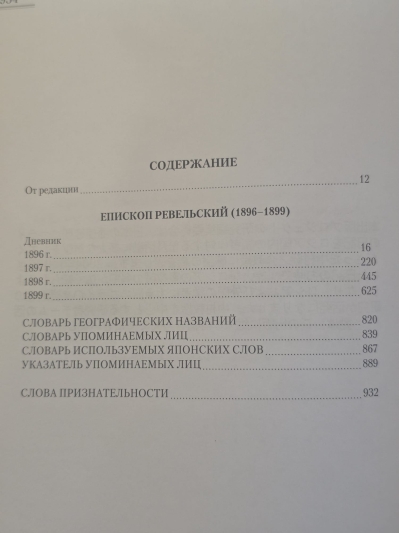 СОДЕРЖАНИЕ
От редакции 12
ЕПИСКОП РЕВЕЛЬСКИЙ (1896–1899)
Дневник
1896 г. 16
1897 г. 220
1898 г. 445
1899 г. 625
СЛОВАРЬ ГЕОГРАФИЧЕСКИХ НАЗВАНИЙ 820
СЛОВАРЬ УПОМИНАЕМЫХ ЛИЦ 839
СЛОВАРЬ ИСПОЛЬЗУЕМЫХ ЯПОНСКИХ СЛОВ 867
УКАЗАТЕЛЬ УПОМИНАЕМЫХ ЛИЦ 889
СЛОВА ПРИЗНАТЕЛЬНОСТИ 932